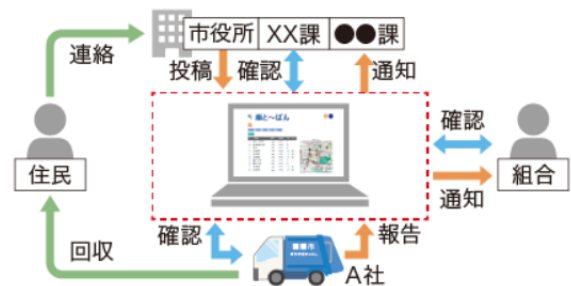 市役所 XX課 ●●課
連絡
投稿 確認 通知
住民
確認
組合
通知
確認 報告
回収
A社